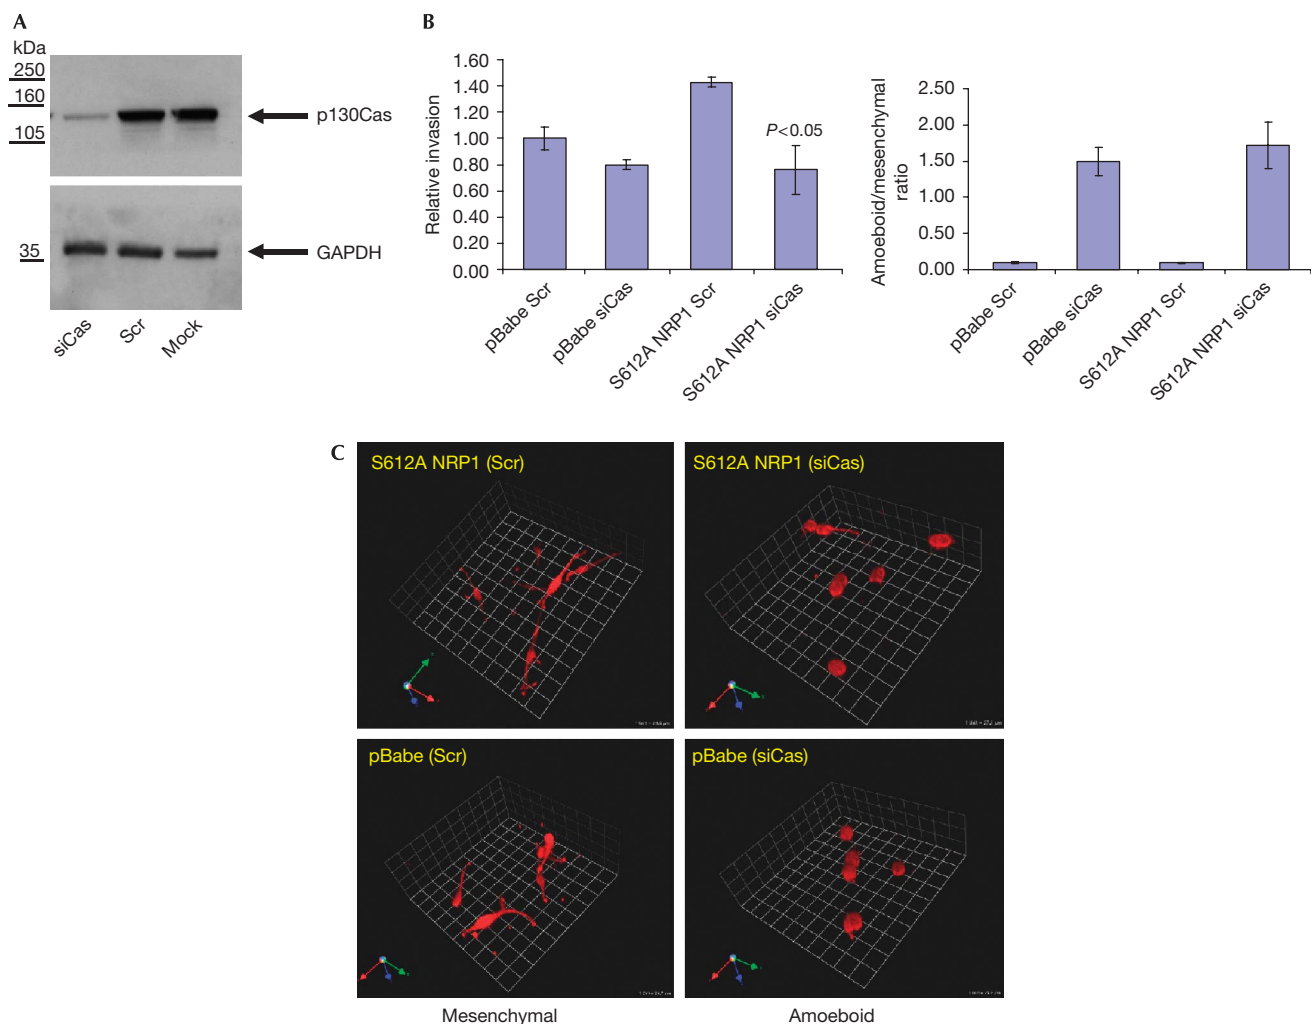 A
kDa
250
160
105
p130Cas
35
GAPDH
siCas
Scr
Mock
B
Relative invasion
1.60
1.40
1.20
1.00
0.80
0.60
0.40
0.20
0.00
P<0.05
pBabe Scr
pBabe siCas
S612A NRP1 Scr
S612A NRP1 siCas
Amoeboid/mesenchymal
ratio
2.50
2.00
1.50
1.00
0.50
0.00
pBabe Scr
pBabe siCas
S612A NRP1 Scr
S612A NRP1 siCas
C
S612A NRP1 (Scr)
S612A NRP1 (siCas)
pBabe (Scr)
pBabe (siCas)
Mesenchymal
Amoeboid